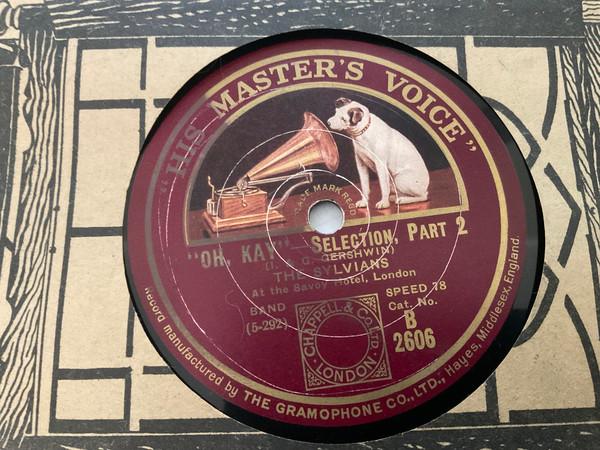 "HIS MASTER'S VOICE"
TRADE MARK REGD
"OH, KAY"—SELECTION, PART 2
(I. & G. GERSHWIN)
THE SYLVIANS
At the Savoy Hotel, London
BAND
SPEED 78
(5-292)
Cat. No.
B
2606
CHAPPELL & CO. LTD.
LONDON
Record manufactured by THE GRAMOPHONE CO., LTD., Hayes, Middlesex, England.